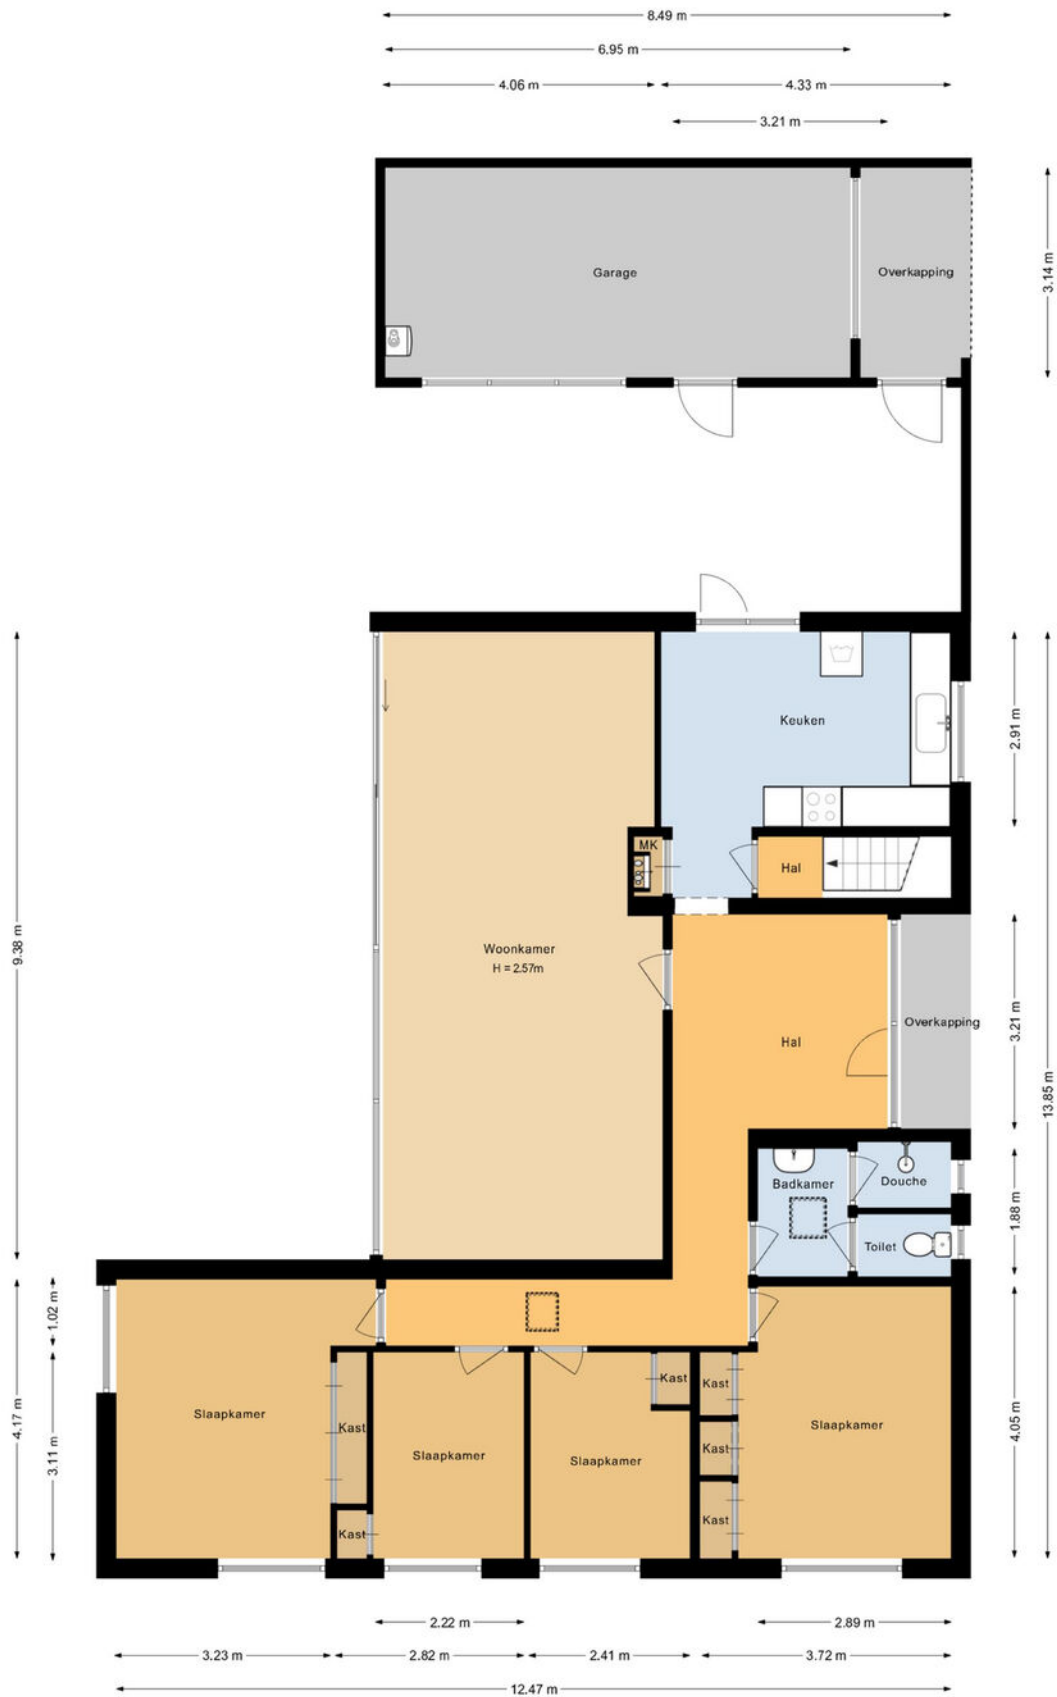 8.49 m
6.95 m
4.06 m
4.33 m
3.21 m
Garage
Overkapping
3.14 m
Keuken
2.91 m
MK
Hal
9.38 m
Woonkamer
H = 2.57m
Hal
Overkapping
3.21 m
13.85 m
Badkamer
Douche
Toilet
1.88 m
1.02 m
4.17 m
3.11 m
Slaapkamer
Kast
Kast
Slaapkamer
Kast
Slaapkamer
Kast
Kast
Kast
Slaapkamer
4.05 m
2.22 m
2.89 m
3.23 m
2.82 m
2.41 m
3.72 m
12.47 m